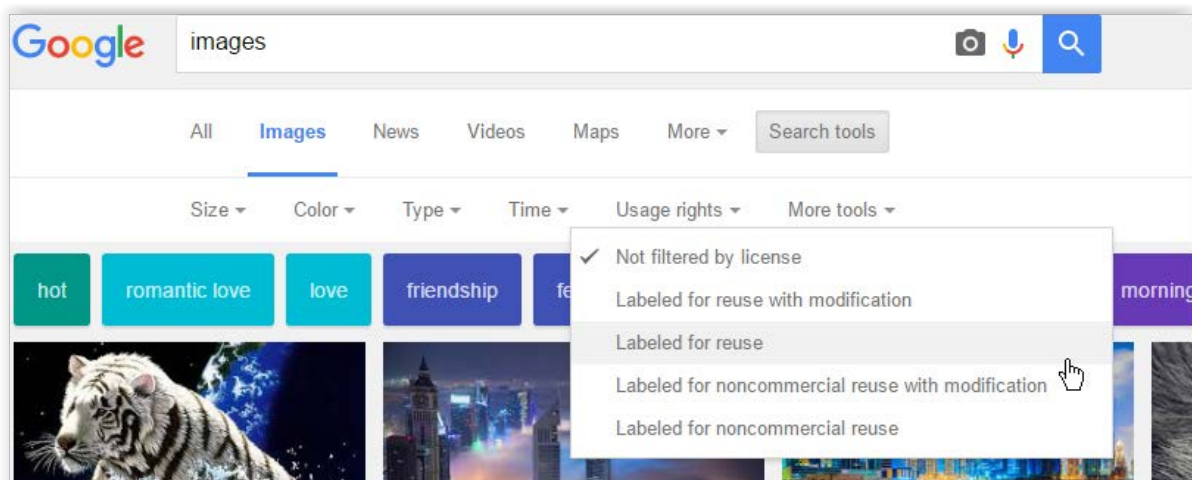 Google images
All Images News Videos Maps More Search tools
Size Color Type Time Usage rights More tools
Not filtered by license
hot romantic love love friendship morning
Labeled for reuse with modification
Labeled for reuse
Labeled for noncommercial reuse with modification
Labeled for noncommercial reuse